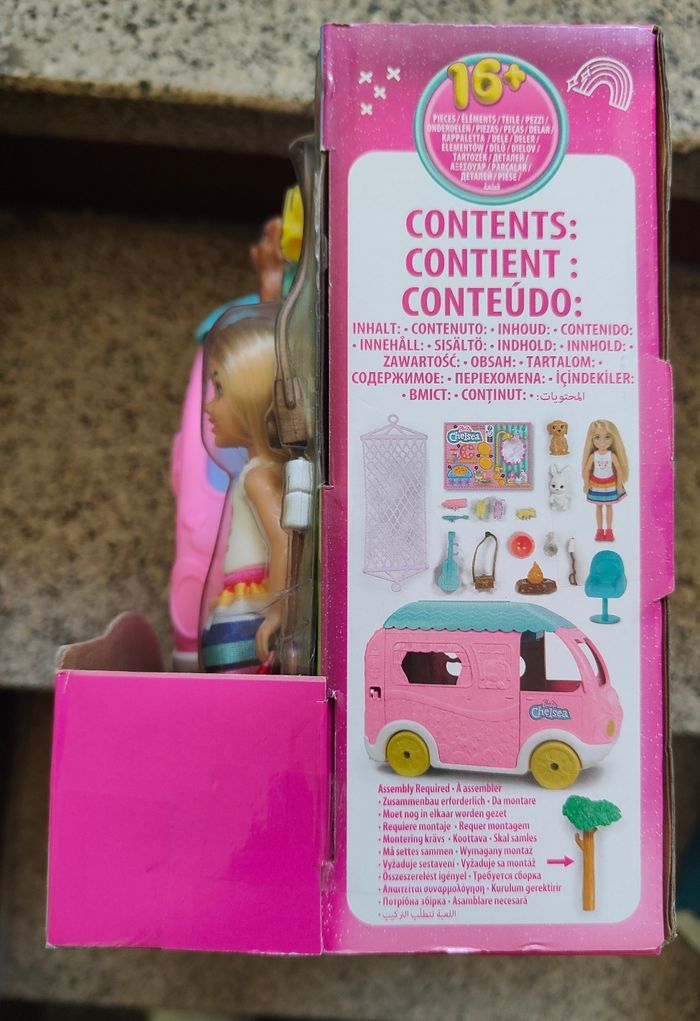 16+
PIECES / ÉLÉMENTS / TEILE / PEZZI /
ONDERDELEN / PIEZAS / PEÇAS / DELAR /
KAPPALETTA / DELE / DELER /
ELEMENTÓW / DÍLŮ / DIELOV /
TARTOZÉK / ДЕТАЛЕЙ /
ΑΞΕΣΟΥΑΡ / PARÇALAR /
ДЕТАЛЕЙ / PIESE /
قطعة
CONTENTS:
CONTIENT :
CONTEÚDO:
INHALT: • CONTENUTO: • INHOUD: • CONTENIDO:
• INNEHÅLL: • SISÄLTÖ: • INDHOLD: • INNHOLD: •
ZAWARTOŚĆ: • OBSAH: • TARTALOM: •
СОДЕРЖИМОЕ: • ΠΕΡΙΕΧΟΜΕΝΑ: • İÇİNDEKİLER:
• ВМІСТ: • CONȚINUT: • المحتويات:
Chelsea
Chelsea
Assembly Required • À assembler
• Zusammenbau erforderlich • Da montare
• Moet nog in elkaar worden gezet
• Requiere montaje • Requer montagem
• Montering krävs • Koottava • Skal samles
• Må settes sammen • Wymagany montaż
• Vyžaduje sestavení • Vyžaduje sa montáž
• Összeszerelést igényel • Требуется сборка
• Απαιτείται συναρμολόγηση • Kurulum gerektirir
• Потрібна збірка • Asamblare necesară
• اللعبة تتطلب التركيب